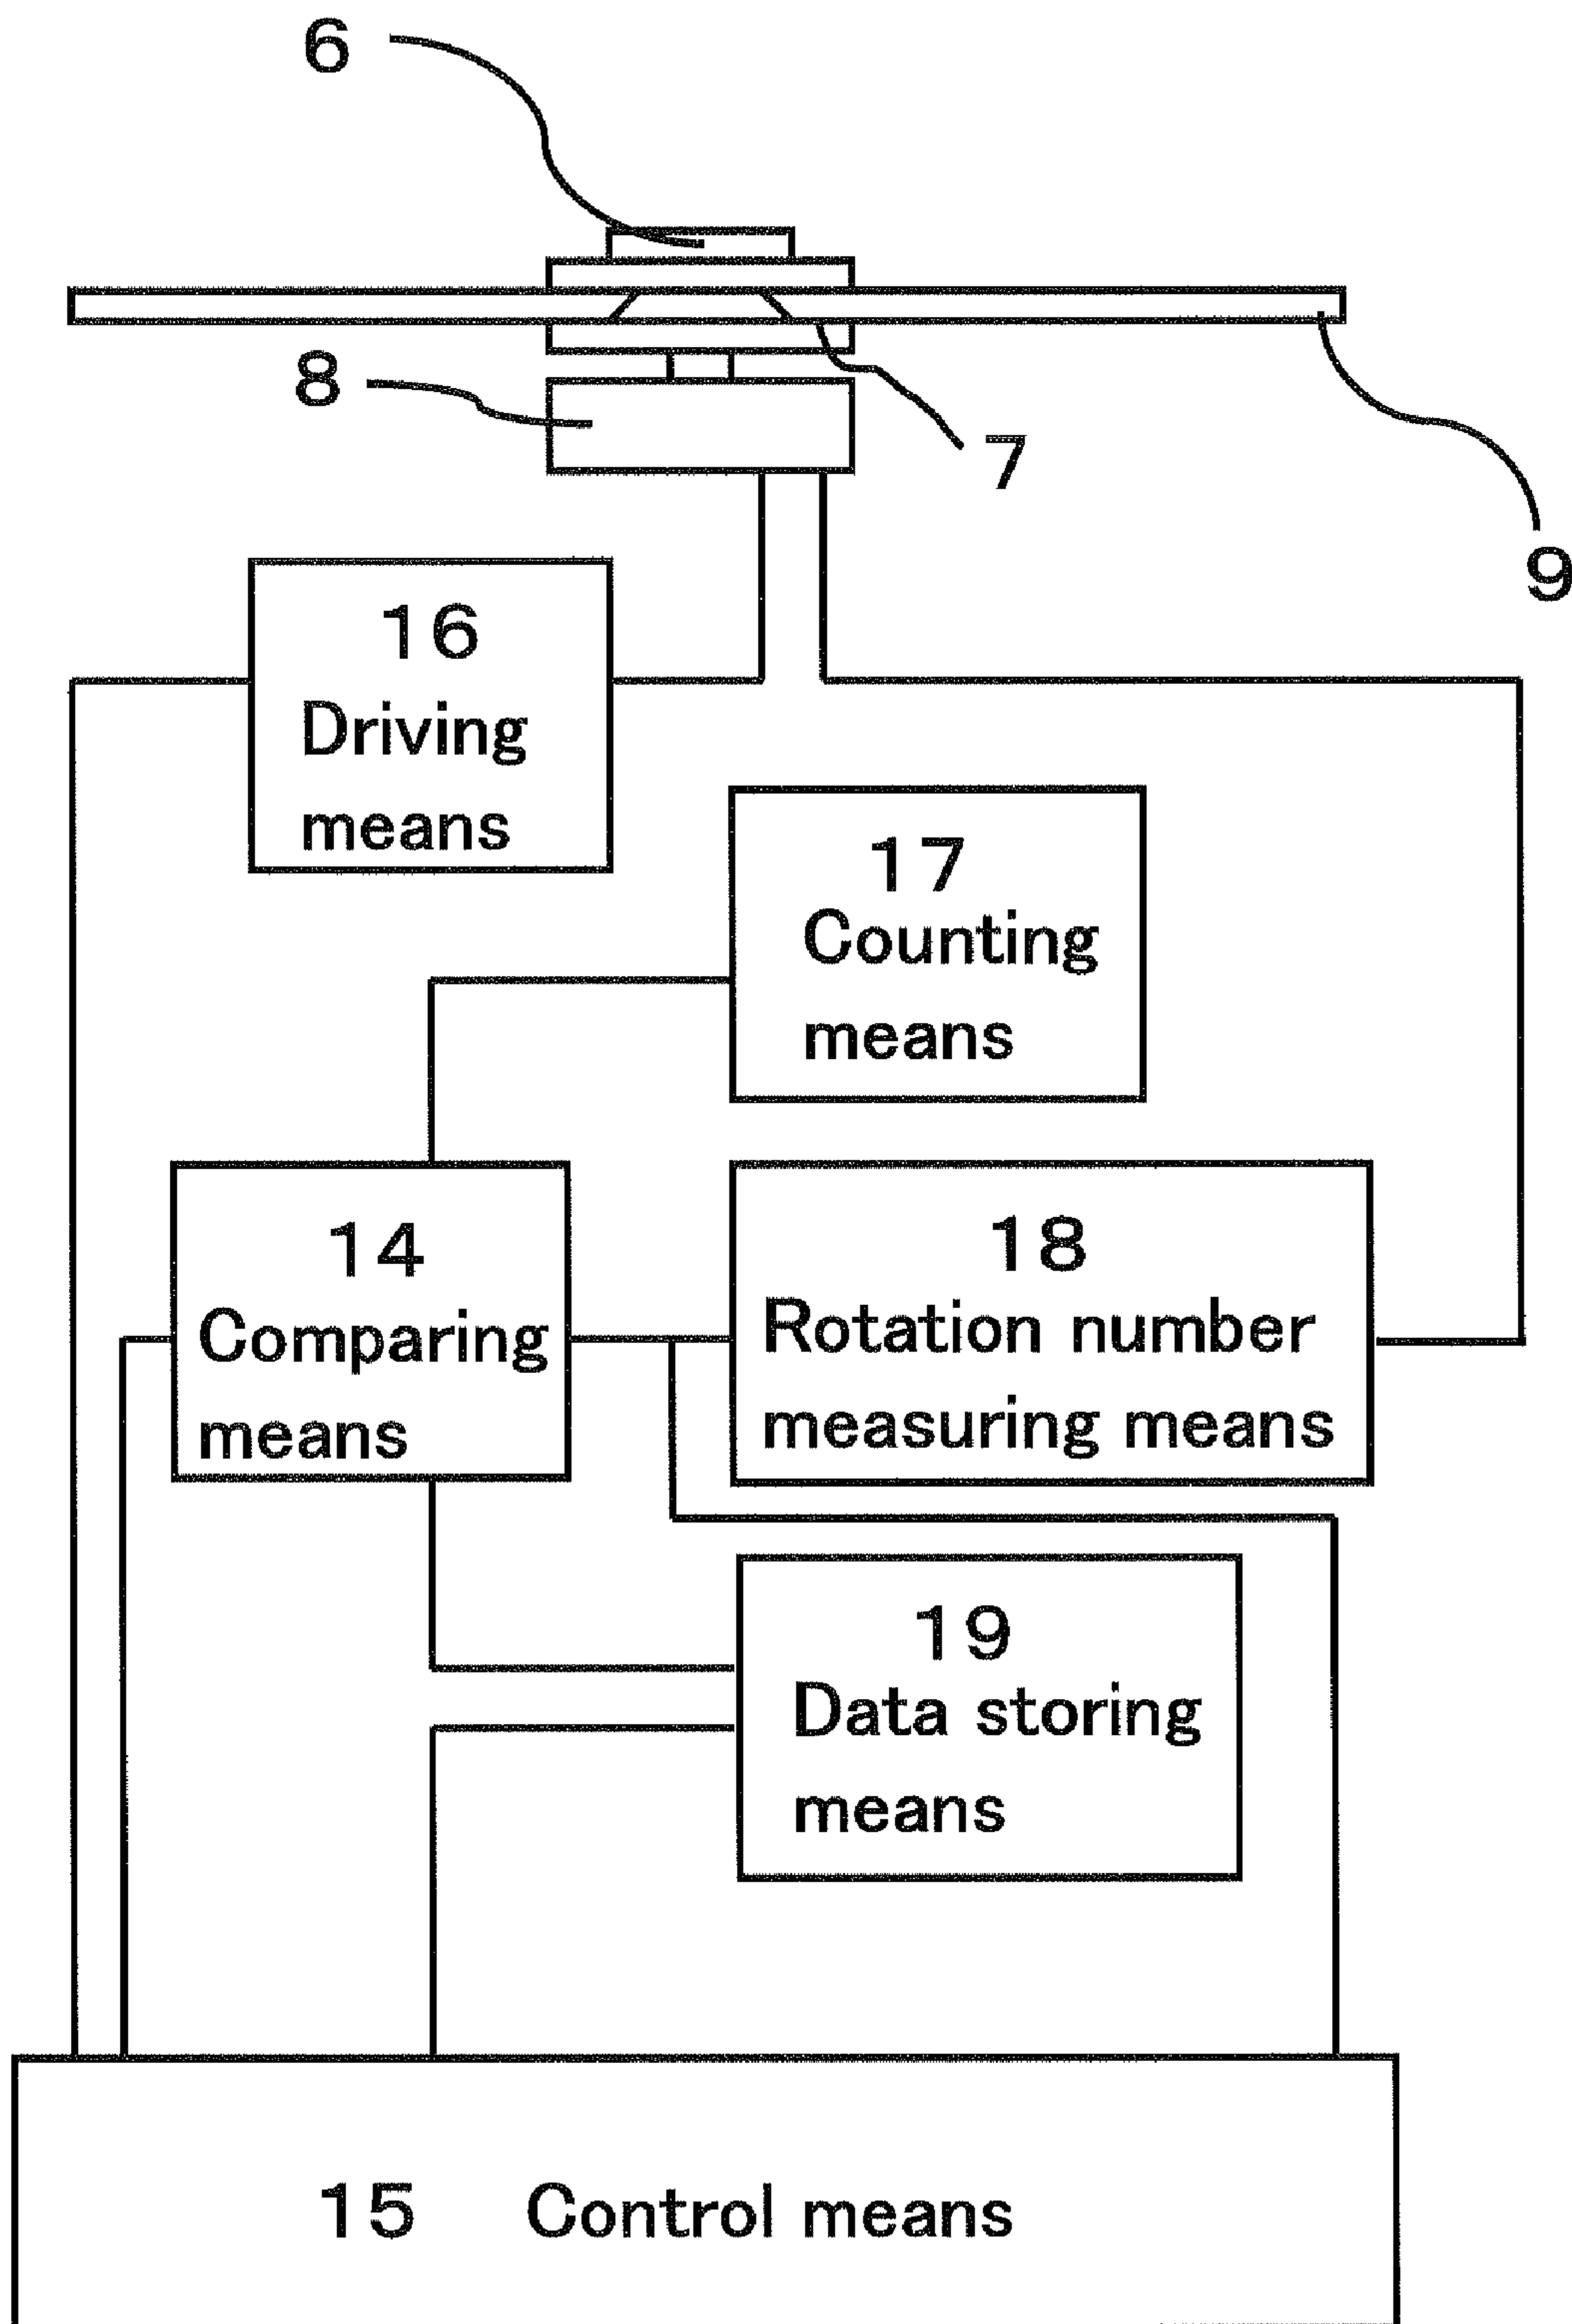 6
8
7
9
16
Driving
means
17
Counting
means
14
Comparing
means
18
Rotation number
measuring means
19
Data storing
means
15 Control means